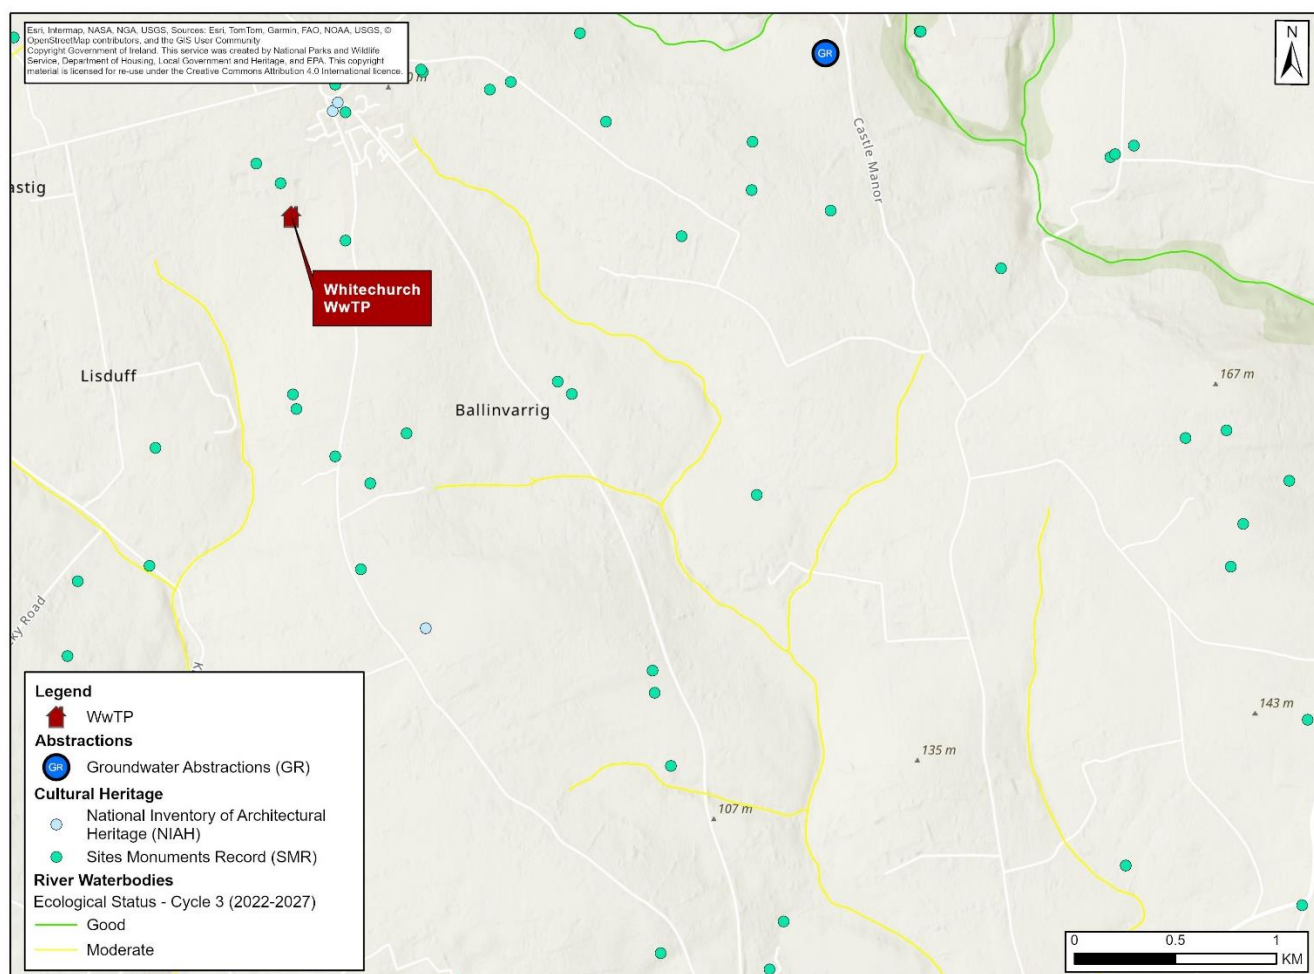 Esri, Intermap, NASA, NGA, USGS, Sources: Esri, TomTom, Garmin, FAO, NOAA, USGS, ©
OpenStreetMap contributors, and the GIS User Community
Copyright Government of Ireland. This service was created by National Parks and Wildlife
Service, Department of Housing, Local Government and Heritage, and EPA. This copyright
material is licensed for re-use under the Creative Commons Attribution 4.0 International licence.
0 m
GR
N
Castle Manor
astig
Whitechurch
WwTP
Lisduff
167 m
Ballinvarrig
ky Road
K
Legend
WwTP
Abstractions
GR
Groundwater Abstractions (GR)
Cultural Heritage
National Inventory of Architectural
Heritage (NIAH)
Sites Monuments Record (SMR)
River Waterbodies
Ecological Status - Cycle 3 (2022-2027)
Good
Moderate
143 m
135 m
107 m
0 0.5 1
KM